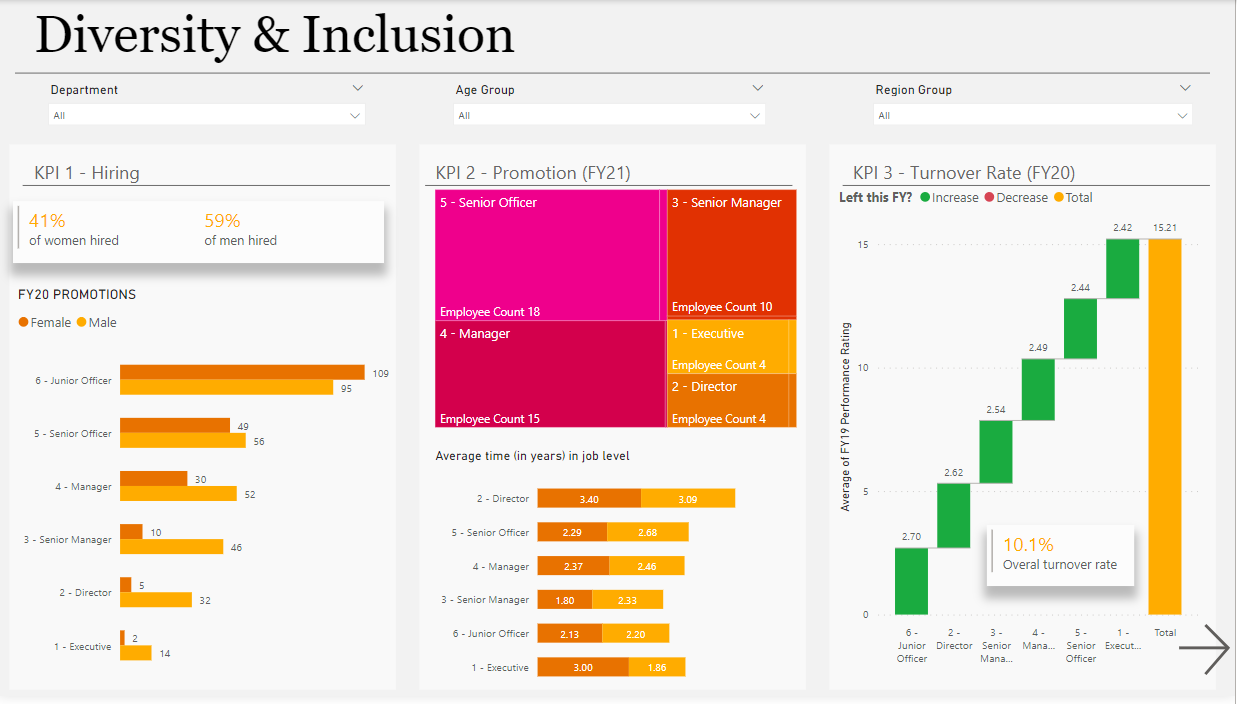 Diversity & Inclusion
Department
All
Age Group
All
Region Group
All
KPI 1 - Hiring
41%
of women hired
59%
of men hired
FY20 PROMOTIONS
Female Male
6 - Junior Officer 109
95
5 - Senior Officer 49
56
4 - Manager 30
52
3 - Senior Manager 10
46
2 - Director 5
32
1 - Executive 2
14
KPI 2 - Promotion (FY21)
5 - Senior Officer
Employee Count 18
4 - Manager
Employee Count 15
3 - Senior Manager
Employee Count 10
1 - Executive
Employee Count 4
2 - Director
Employee Count 4
Average time (in years) in job level
2 - Director 3.40 3.09
5 - Senior Officer 2.29 2.68
4 - Manager 2.37 2.46
3 - Senior Manager 1.80 2.33
6 - Junior Officer 2.13 2.20
1 - Executive 3.00 1.86
KPI 3 - Turnover Rate (FY20)
Left this FY? Increase Decrease Total
Average of FY19 Performance Rating
15
10
5
0
2.70
2.62
2.54
2.49
2.44
2.42
15.21
10.1%
Overal turnover rate
6 -
Junior
Officer
2 -
Director
3 -
Senior
Mana...
4 -
Mana...
5 -
Senior
Officer
1 -
Execut...
Total